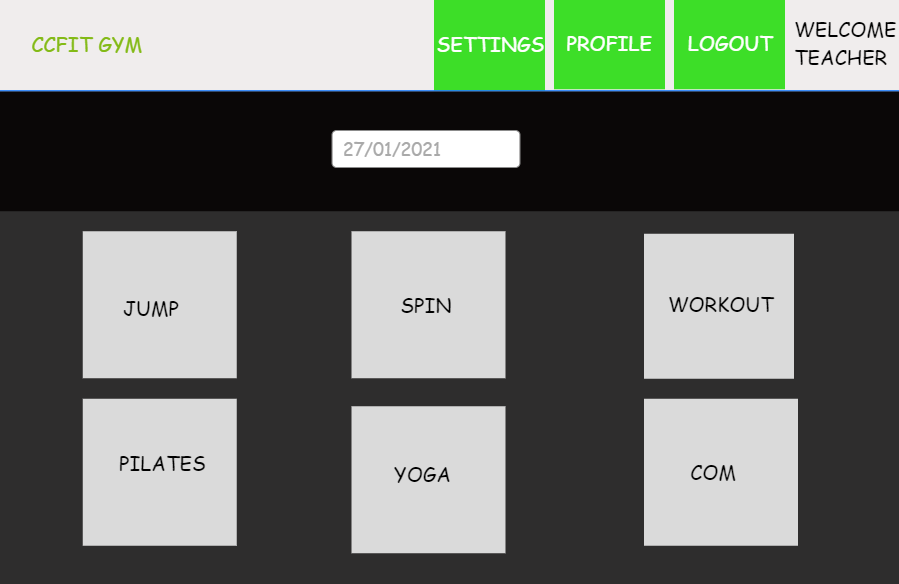 CCFIT GYM
SETTINGS
PROFILE
LOGOUT
WELCOME
TEACHER
27/01/2021
JUMP
SPIN
WORKOUT
PILATES
YOGA
COM